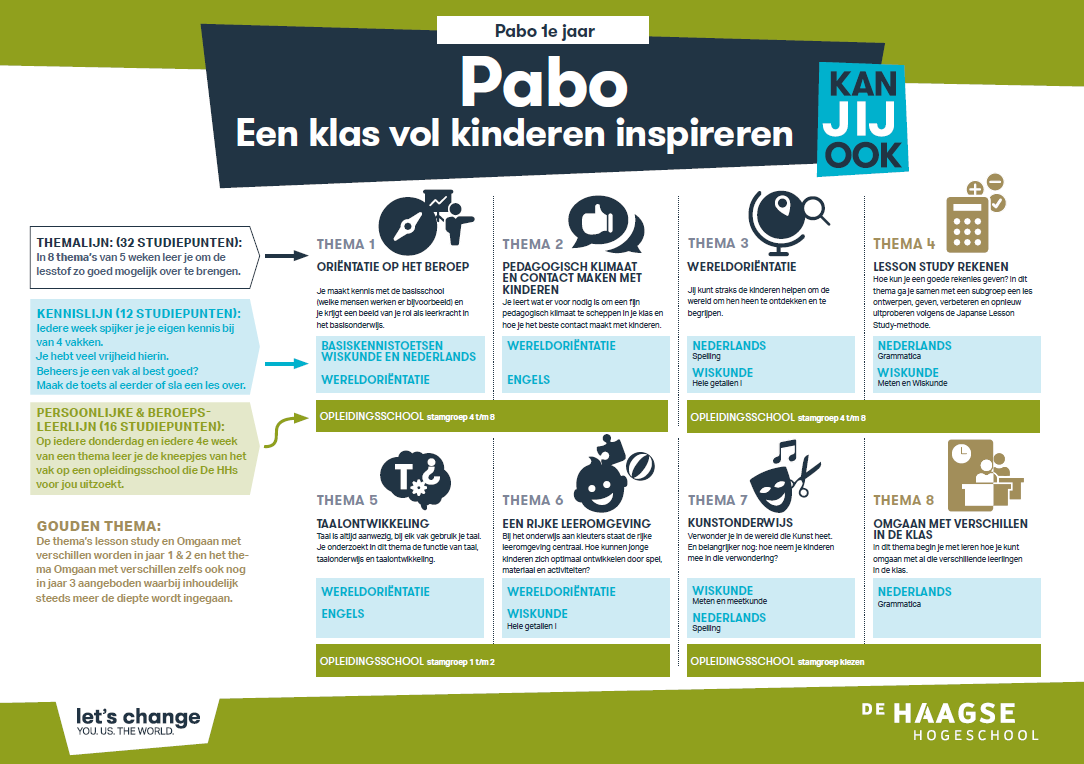 Pabo 1e jaar
Pabo
Een klas vol kinderen inspireren
KAN
JIJ
OOK
THEMALIJN: (32 STUDIEPUNTEN):
In 8 thema's van 5 weken leer je om de
lesstof zo goed mogelijk over te brengen.
KENNISLIJN (12 STUDIEPUNTEN):
Iedere week spijker je je eigen kennis bij
van 4 vakken.
Je hebt veel vrijheid hierin.
Beheers je een vak al best goed?
Maak de toets al eerder of sla een les over.
PERSOONLIJKE & BEROEPS-
LEERLIJN (16 STUDIEPUNTEN):
Op iedere donderdag en iedere 4e week
van een thema leer je de kneepjes van het
vak op een opleidingsschool die De HHs
voor jou uitzoekt.
GOUDEN THEMA:
De thema's lesson study en Omgaan met
verschillen worden in jaar 1 & 2 en het the-
ma Omgaan met verschillen zelfs ook nog
in jaar 3 aangeboden waarbij inhoudelijk
steeds meer de diepte wordt ingegaan.
THEMA 1
ORIËNTATIE OP HET BEROEP
Je maakt kennis met de basisschool
(welke mensen werken er bijvoorbeeld) en
je krijgt een beeld van je rol als leerkracht in
het basisonderwijs.
BASISKENNISTOETSEN
WISKUNDE EN NEDERLANDS
WERELDORIËNTATIE
THEMA 2
PEDAGOGISCH KLIMAAT
EN CONTACT MAKEN MET
KINDEREN
Je leert wat er voor nodig is om een fijn
pedagogisch klimaat te scheppen in je klas en
hoe je het beste contact maakt met kinderen.
WERELDORIËNTATIE
ENGELS
OPLEIDINGSSCHOOL stamgroep 4 t/m 8
THEMA 3
WERELDORIËNTATIE
Jij kunt straks de kinderen helpen om de
wereld om hen heen te ontdekken en te
begrijpen.
NEDERLANDS
Spelling
WISKUNDE
Hele getallen I
THEMA 4
LESSON STUDY REKENEN
Hoe kun je een goede rekenles geven? In dit
thema ga je samen met een subgroep een les
ontwerpen, geven, verbeteren en opnieuw
uitproberen volgens de Japanse Lesson
Study-methode.
NEDERLANDS
Grammatica
WISKUNDE
Meten en Wiskunde
OPLEIDINGSSCHOOL stamgroep 4 t/m 8
THEMA 5
TAALONTWIKKELING
Taal is altijd aanwezig, bij elk vak gebruik je taal.
Je onderzoekt in dit thema de functie van taal,
taalonderwijs en taalontwikkeling.
WERELDORIËNTATIE
ENGELS
THEMA 6
EEN RIJKE LEEROMGEVING
Bij het onderwijs aan kleuters staat de rijke
leeromgeving centraal. Hoe kunnen jonge
kinderen zich optimaal ontwikkelen door spel,
materiaal en activiteiten?
WERELDORIËNTATIE
WISKUNDE
Hele getallen I
OPLEIDINGSSCHOOL stamgroep 1 t/m 2
THEMA 7
KUNSTONDERWIJS
Verwonder je in de wereld die Kunst heet.
En belangrijker nog: hoe neem je kinderen
mee in die verwondering?
WISKUNDE
Meten en meetkunde
NEDERLANDS
Spelling
THEMA 8
OMGAAN MET VERSCHILLEN
IN DE KLAS
In dit thema begin je met leren hoe je kunt
omgaan met al die verschillende leerlingen
in de klas.
NEDERLANDS
Grammatica
OPLEIDINGSSCHOOL stamgroep kiezen
let's change
YOU. US. THE WORLD.
DE HAAGSE
HOGESCHOOL